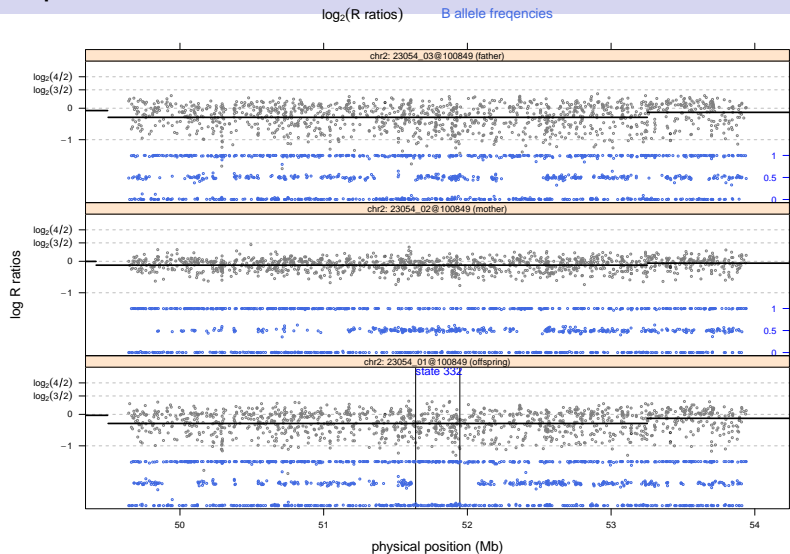 log2(R ratios) B allele freqencies
chr2: 23054_03@100849 (father)
log2(4/2)
log2(3/2)
0
−1
1
0.5
0
chr2: 23054_02@100849 (mother)
log2(4/2)
log2(3/2)
0
−1
1
0.5
0
chr2: 23054_01@100849 (offspring)
state 332
log2(4/2)
log2(3/2)
0
−1
log R ratios
50 51 52 53 54
physical position (Mb)